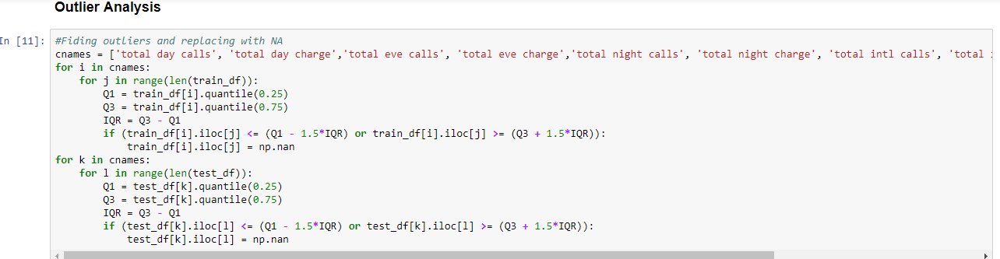 Outlier Analysis
In [11]:
#Fiding outliers and replacing with NA
cnames = ['total day calls', 'total day charge','total eve calls', 'total eve charge','total night calls', 'total night charge', 'total intl calls', 'total
for i in cnames:
    for j in range(len(train_df)):
        Q1 = train_df[i].quantile(0.25)
        Q3 = train_df[i].quantile(0.75)
        IQR = Q3 - Q1
        if (train_df[i].iloc[j] <= (Q1 - 1.5*IQR) or train_df[i].iloc[j] >= (Q3 + 1.5*IQR)):
            train_df[i].iloc[j] = np.nan
for k in cnames:
    for l in range(len(test_df)):
        Q1 = test_df[k].quantile(0.25)
        Q3 = test_df[k].quantile(0.75)
        IQR = Q3 - Q1
        if (test_df[k].iloc[l] <= (Q1 - 1.5*IQR) or test_df[k].iloc[l] >= (Q3 + 1.5*IQR)):
            test_df[k].iloc[l] = np.nan